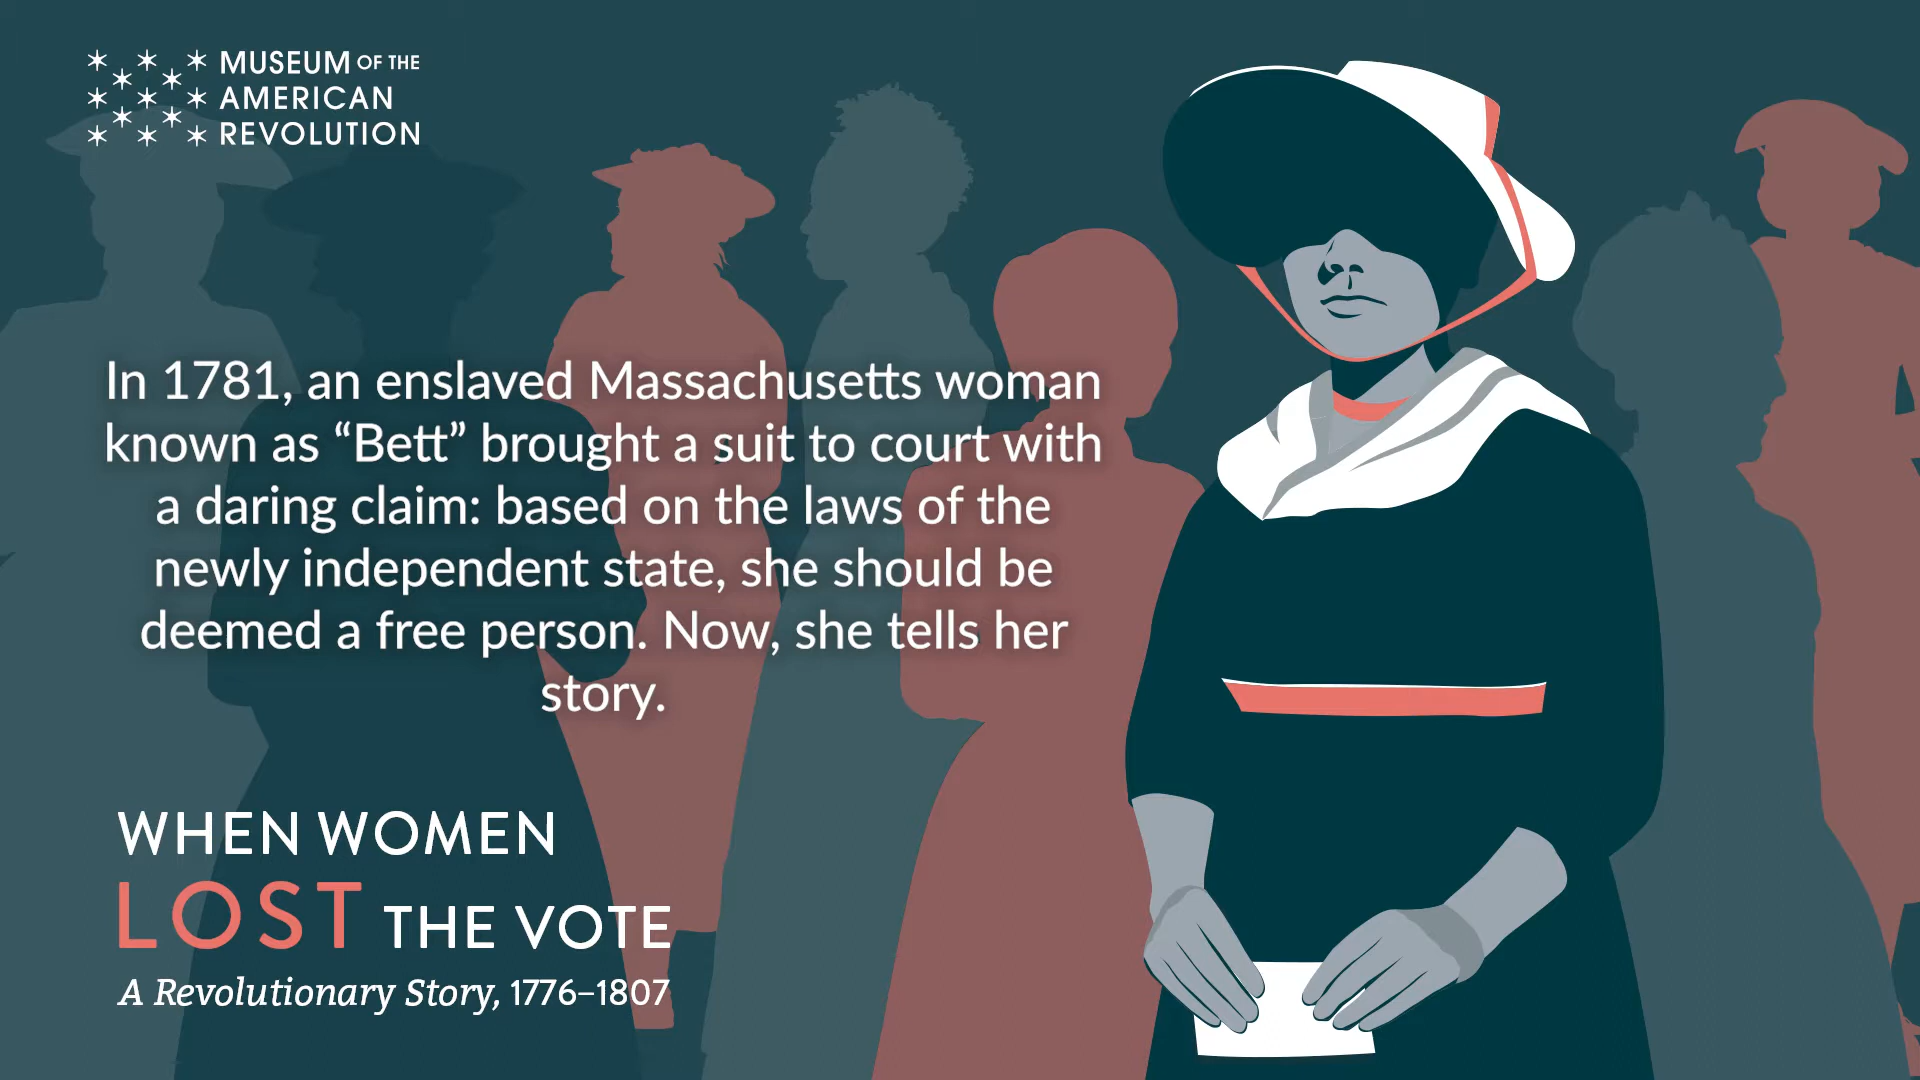 MUSEUM OF THE
AMERICAN
REVOLUTION
In 1781, an enslaved Massachusetts woman
known as “Bett” brought a suit to court with
a daring claim: based on the laws of the
newly independent state, she should be
deemed a free person. Now, she tells her
story.
WHEN WOMEN
LOST THE VOTE
A Revolutionary Story, 1776–1807